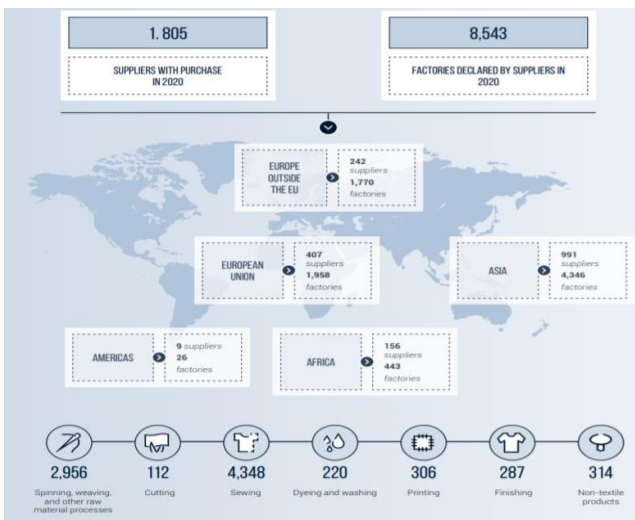 1.805
8,543
SUPPLIERS WITH PURCHASE
IN 2020
FACTORIES DECLARED BY SUPPLIERS IN
2020
EUROPE
OUTSIDE
THE EU
242
suppliers
1,770
factories
EUROPEAN
UNION
407
suppliers
1,958
factories
ASIA
991
suppliers
4,346
factories
AMERICAS
9 suppliers
26
factories
AFRICA
156
suppliers
443
factories
2,956
Spinning, weaving,
and other raw
material processes
112
Cutting
4,348
Sewing
220
Dyeing and washing
306
Printing
287
Finishing
314
Non-textile
products